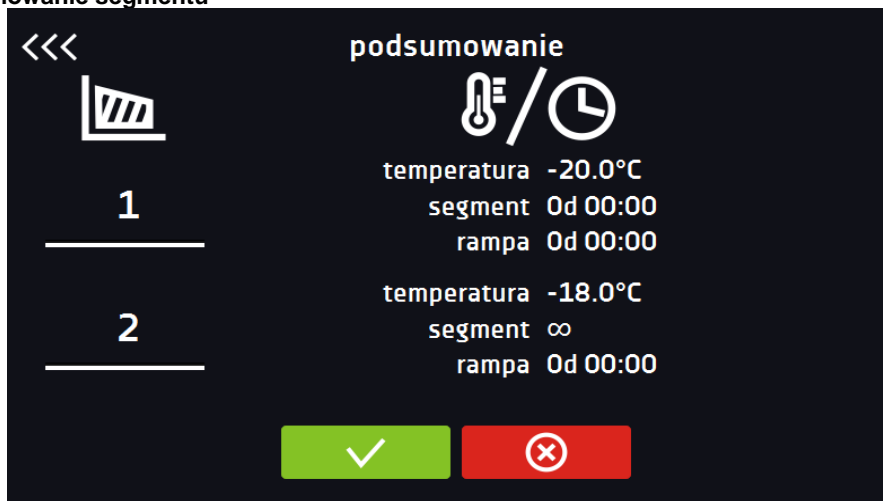 segmentu
<<<
podsumowanie
temperatura -20.0°C
1
segment 0d 00:00
rampa 0d 00:00
temperatura -18.0°C
2
segment ∞
rampa 0d 00:00